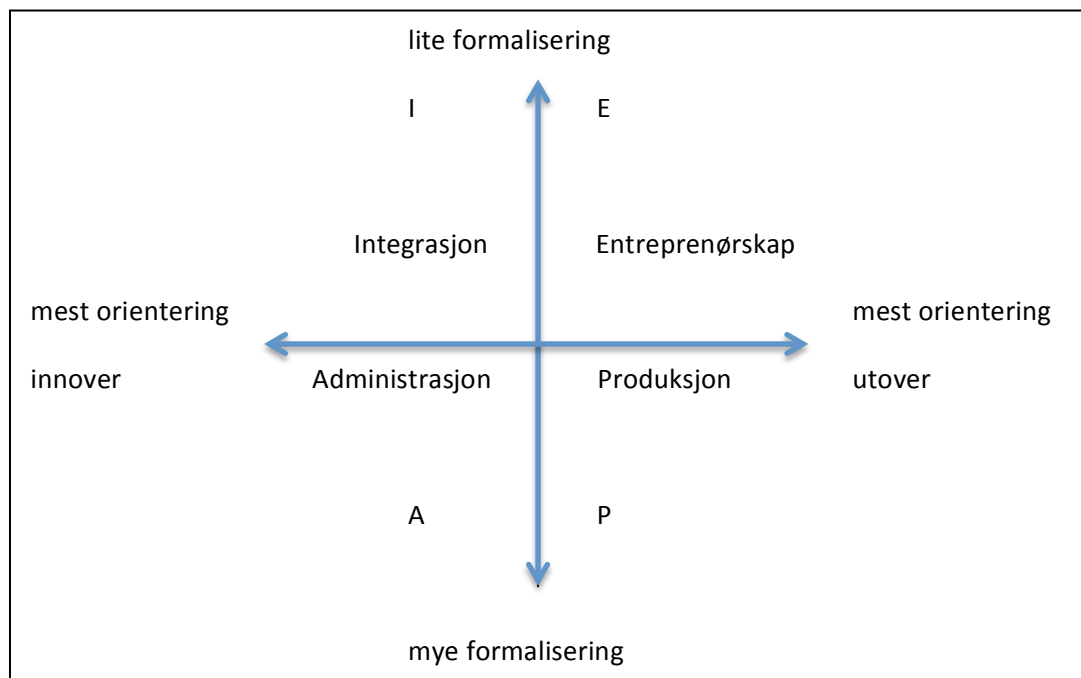 lite formalisering
I E
Integrasjon Entreprenørskap
mest orientering mest orientering
innover Administrasjon Produksjon utover
A P
mye formalisering